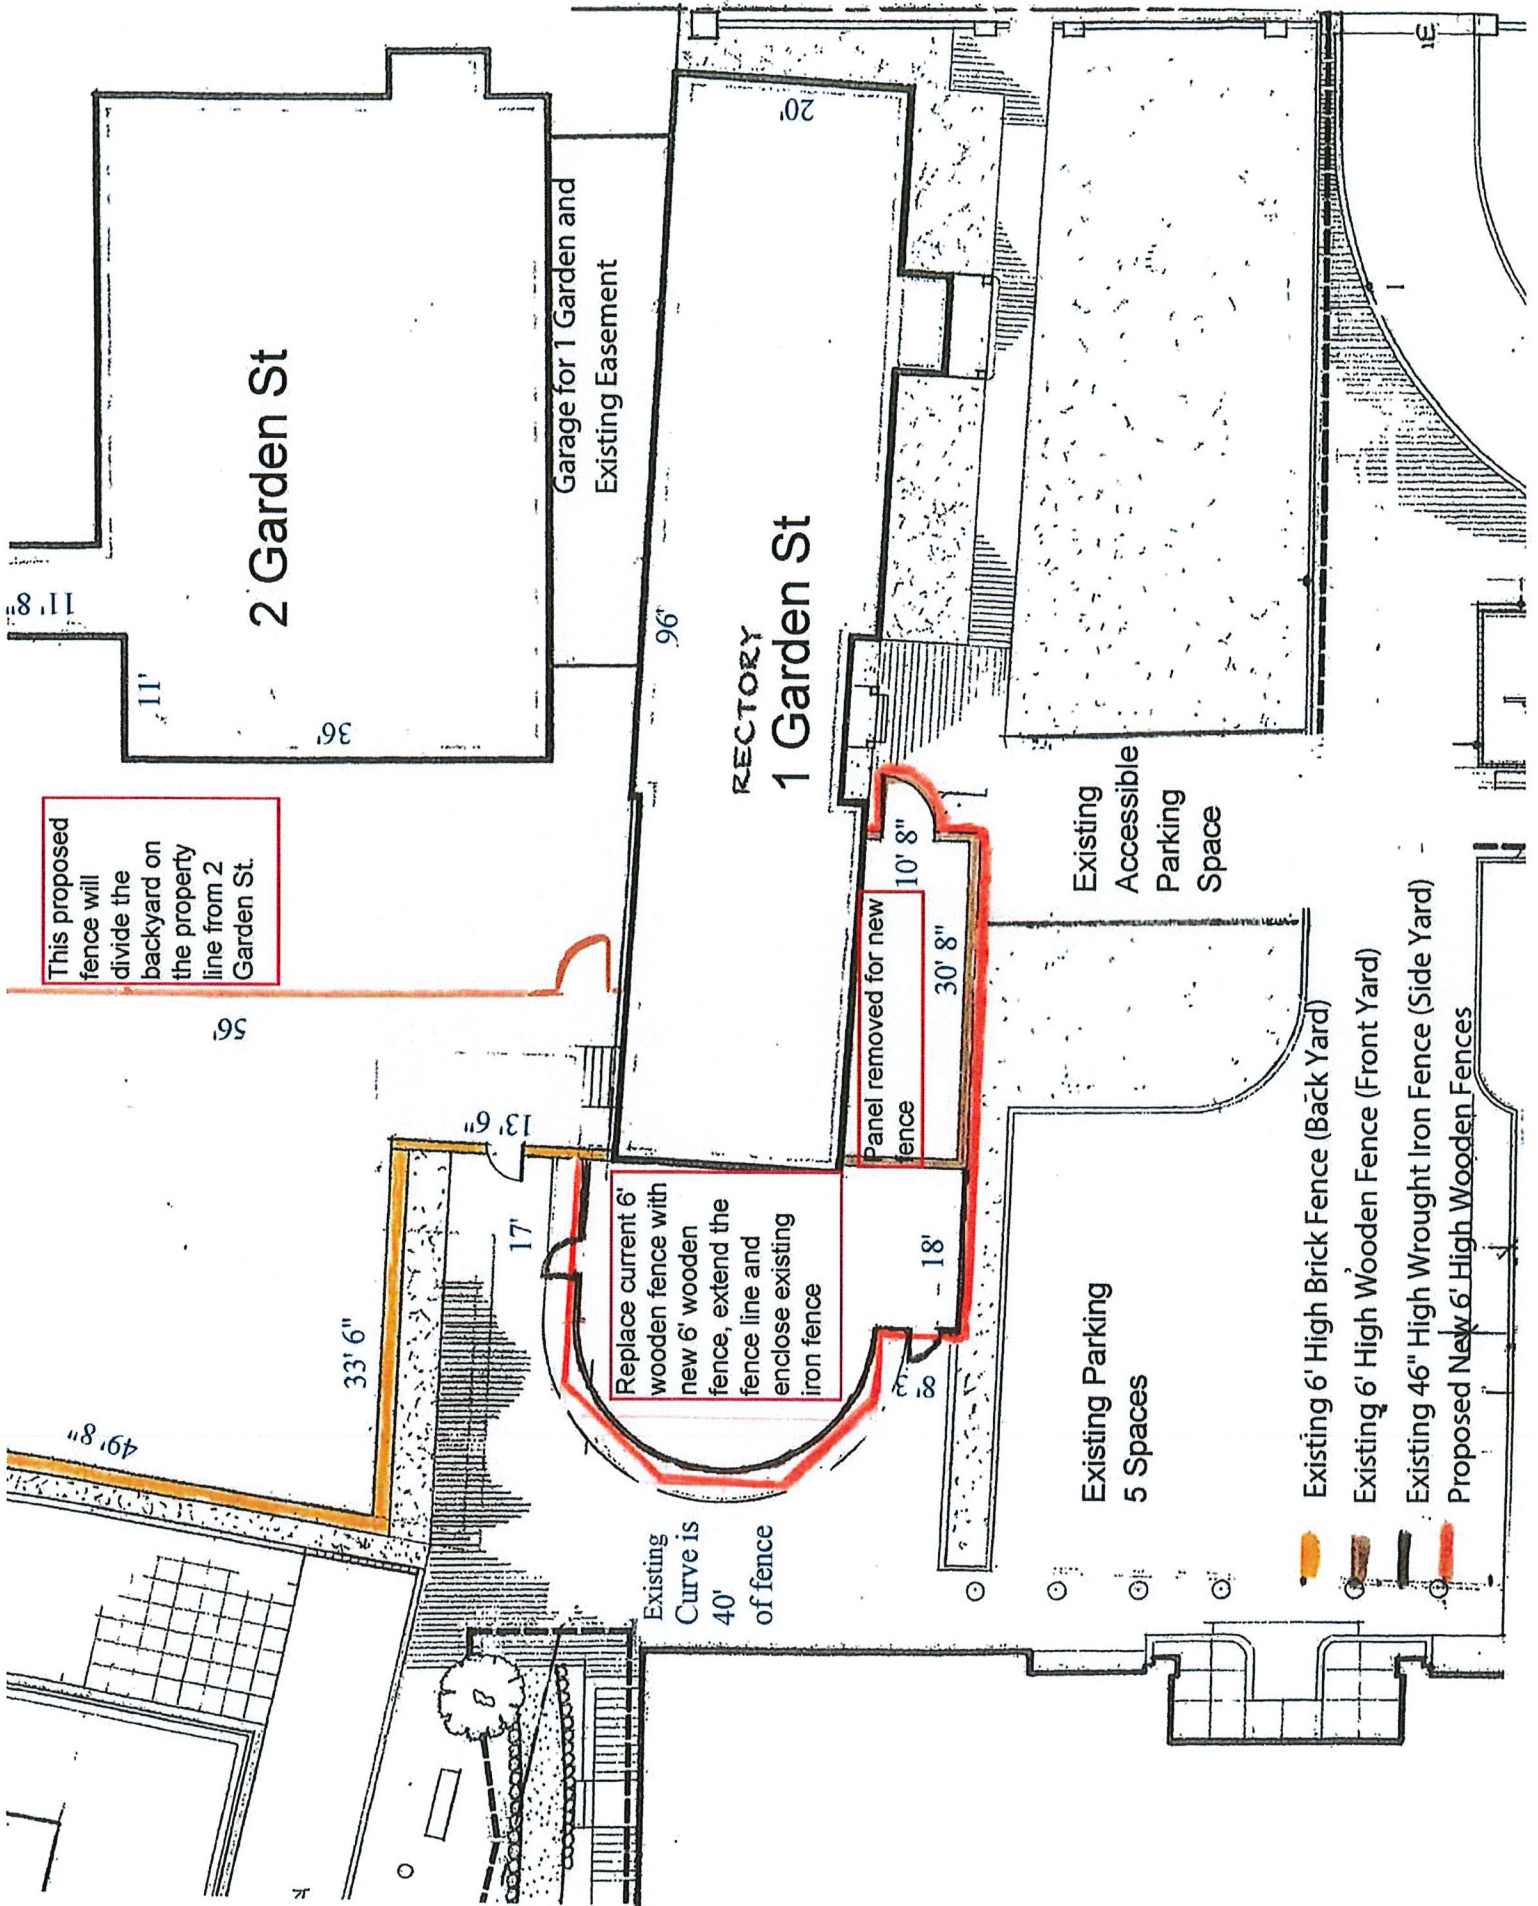 2 Garden St
11' 8"
11'
36'
Garage for 1 Garden and
Existing Easement
20'
96'
RECTORY
1 Garden St
This proposed
fence will
divide the
backyard on
the property
line from 2
Garden St.
56'
13' 6"
17'
33' 6"
49' 8"
Replace current 6'
wooden fence with
new 6' wooden
fence, extend the
fence line and
enclose existing
iron fence
Panel removed for new
fence
10' 8"
30' 8"
18'
Existing
Curve is
40'
of fence
Existing
Accessible
Parking
Space
Existing Parking
5 Spaces
Existing 6' High Brick Fence (Back Yard)
Existing 6' High Wooden Fence (Front Yard)
Existing 46" High Wrought Iron Fence (Side Yard)
Proposed New 6' High Wooden Fences